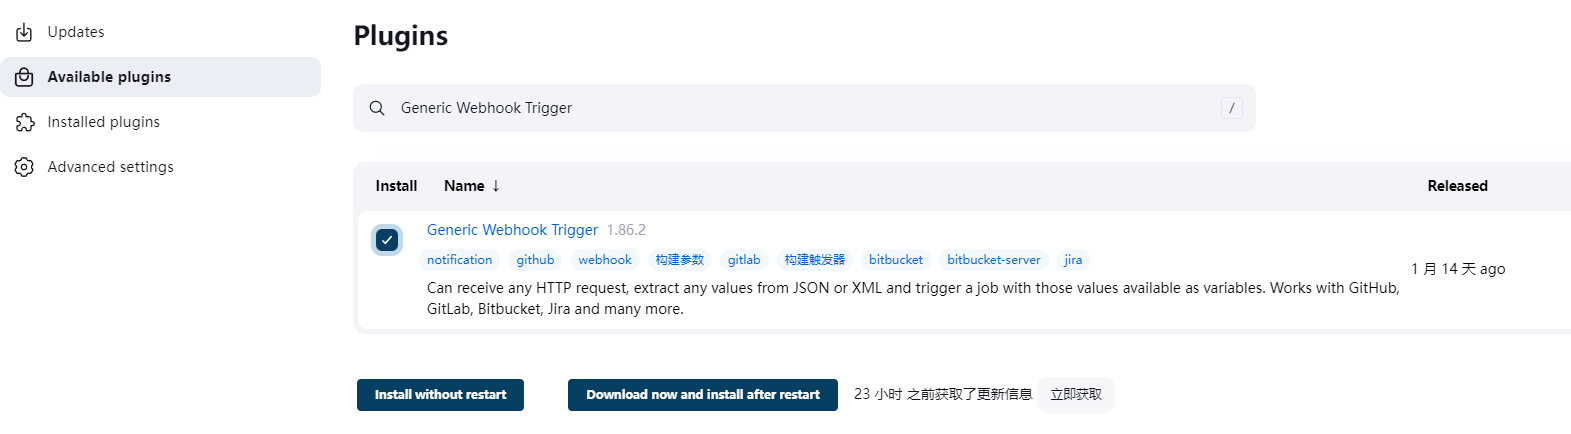 Updates
Available plugins
Installed plugins
Advanced settings
Plugins
Generic Webhook Trigger /
Install Name ↓ Released
Generic Webhook Trigger 1.86.2
notification github webhook 构建参数 gitlab 构建触发器 bitbucket bitbucket-server jira
Can receive any HTTP request, extract any values from JSON or XML and trigger a job with those values available as variables. Works with GitHub,
GitLab, Bitbucket, Jira and many more.
1 月 14 天 ago
Install without restart Download now and install after restart 23 小时 之前获取了更新信息 立即获取